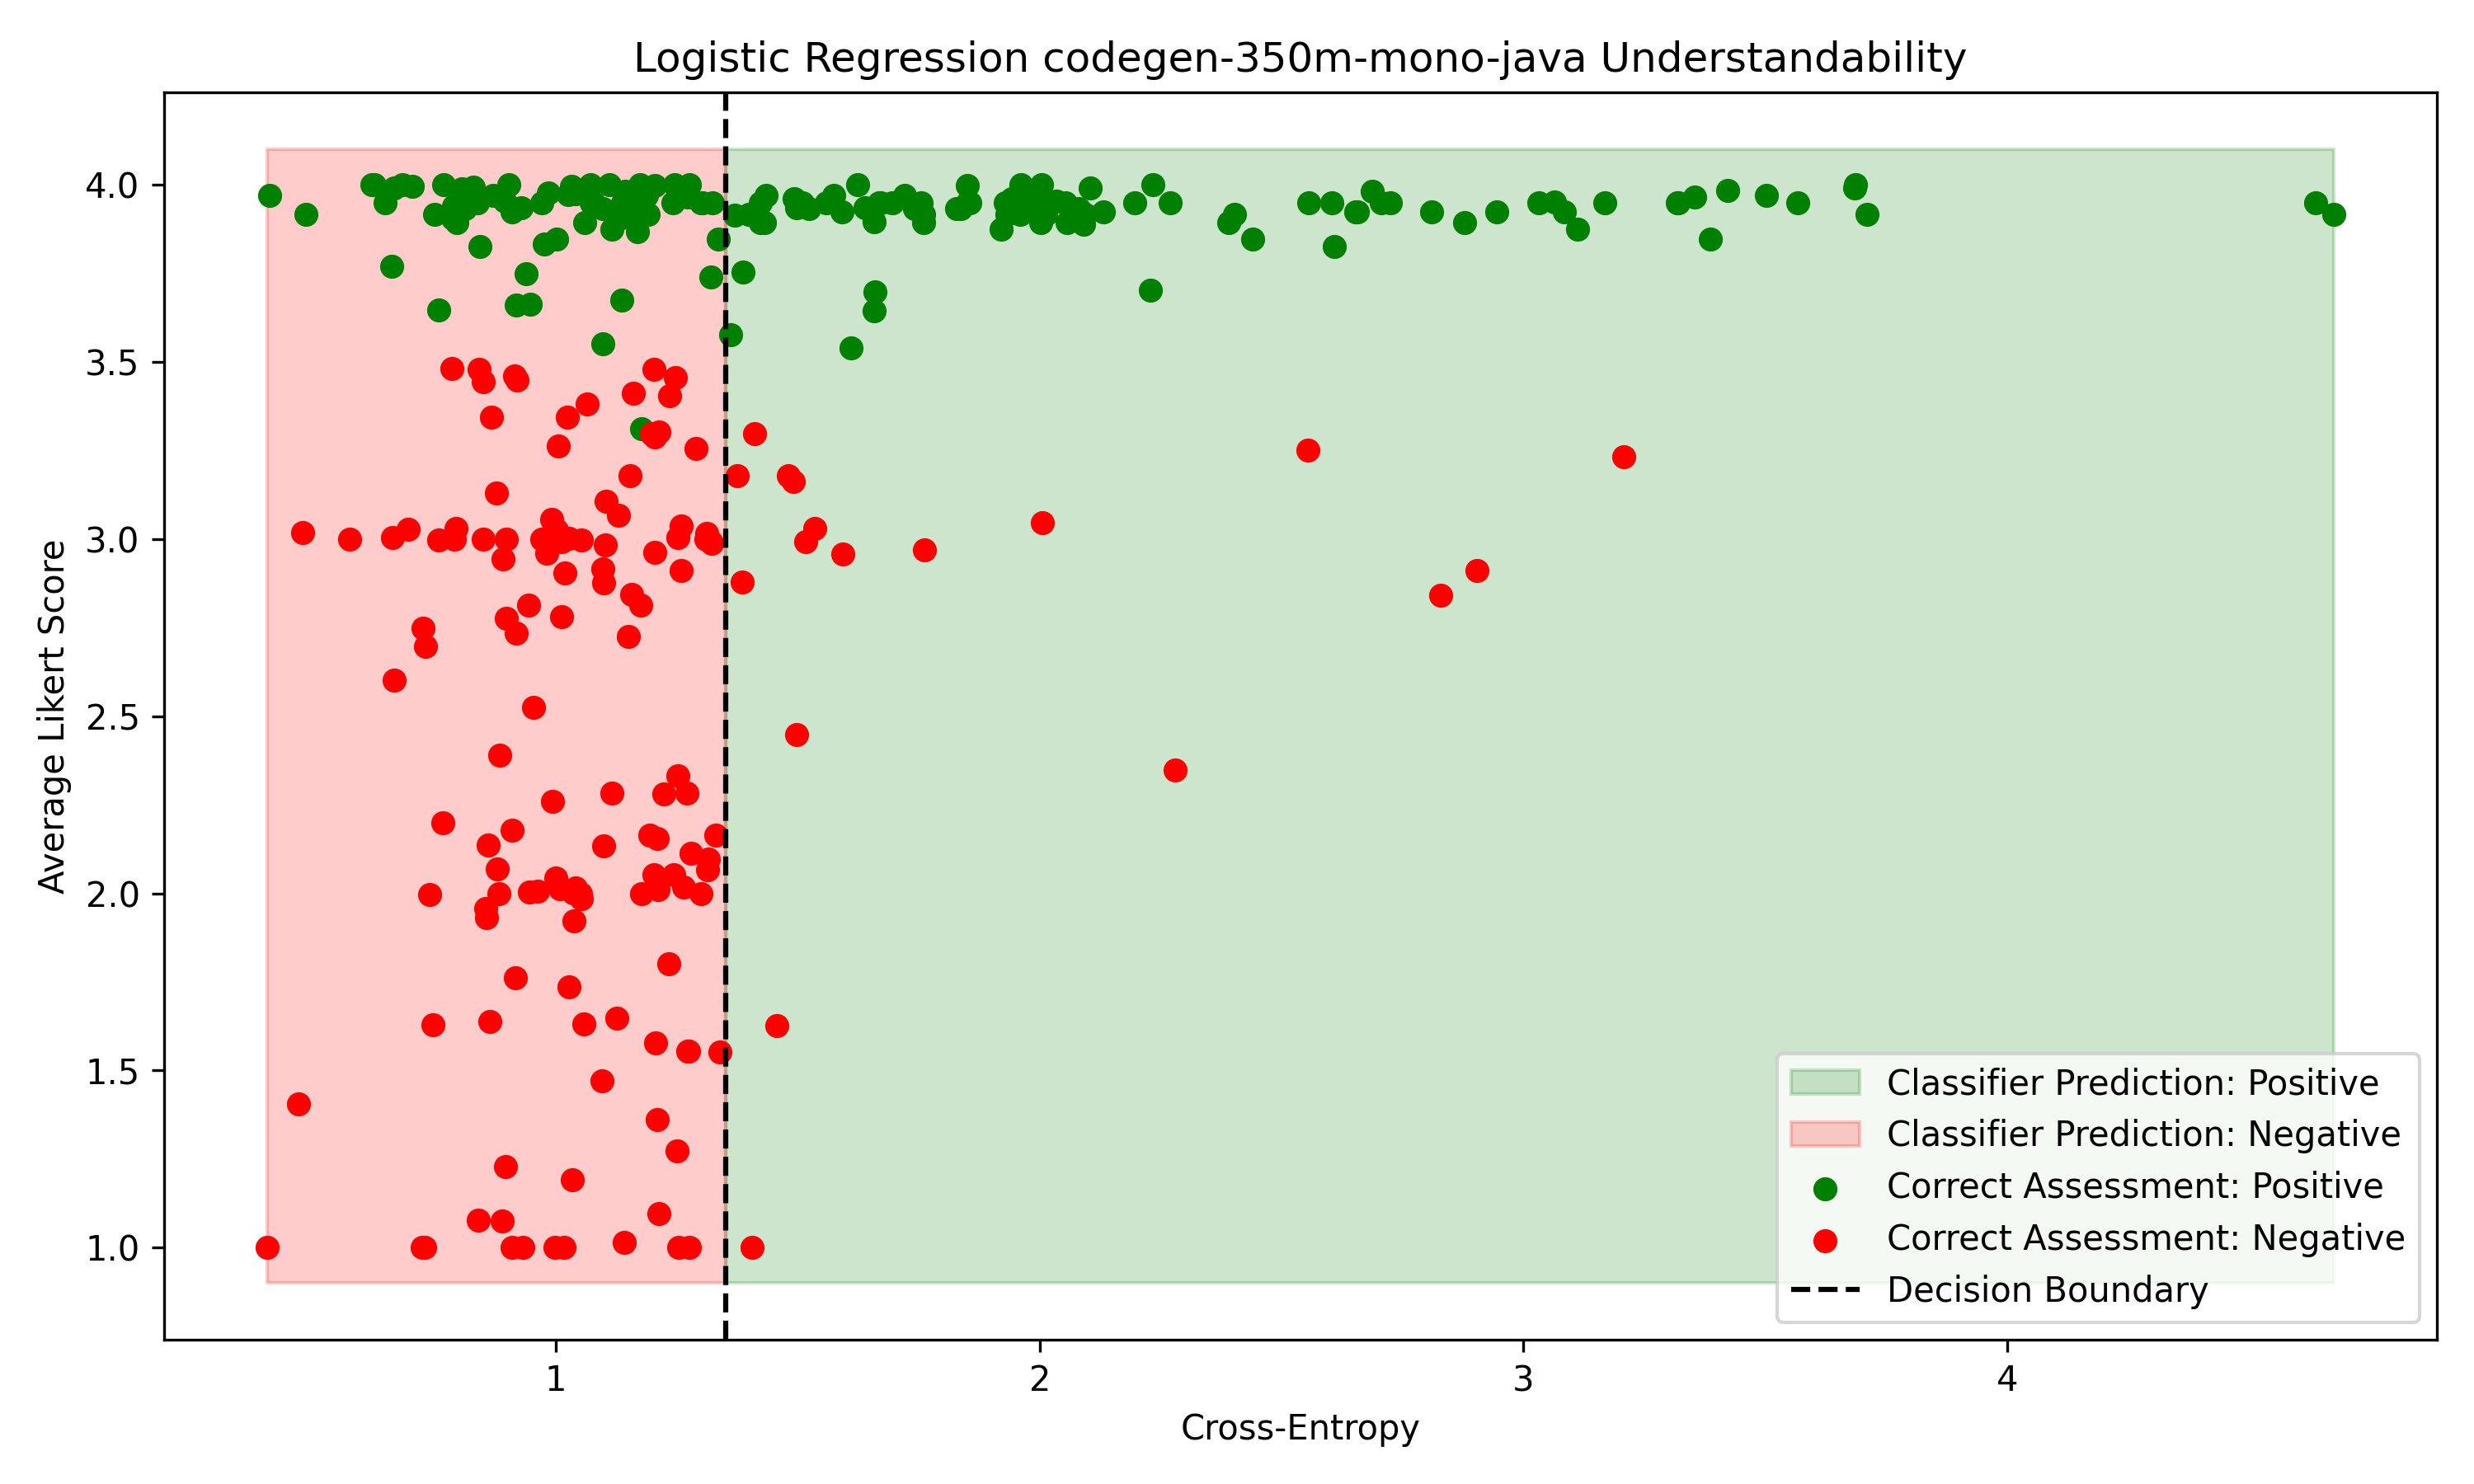 Logistic Regression codegen-350m-mono-java Understandability
Average Likert Score
4.0
3.5
3.0
2.5
2.0
1.5
1.0
Classifier Prediction: Positive
Classifier Prediction: Negative
Correct Assessment: Positive
Correct Assessment: Negative
Decision Boundary
1
2
3
4
Cross-Entropy